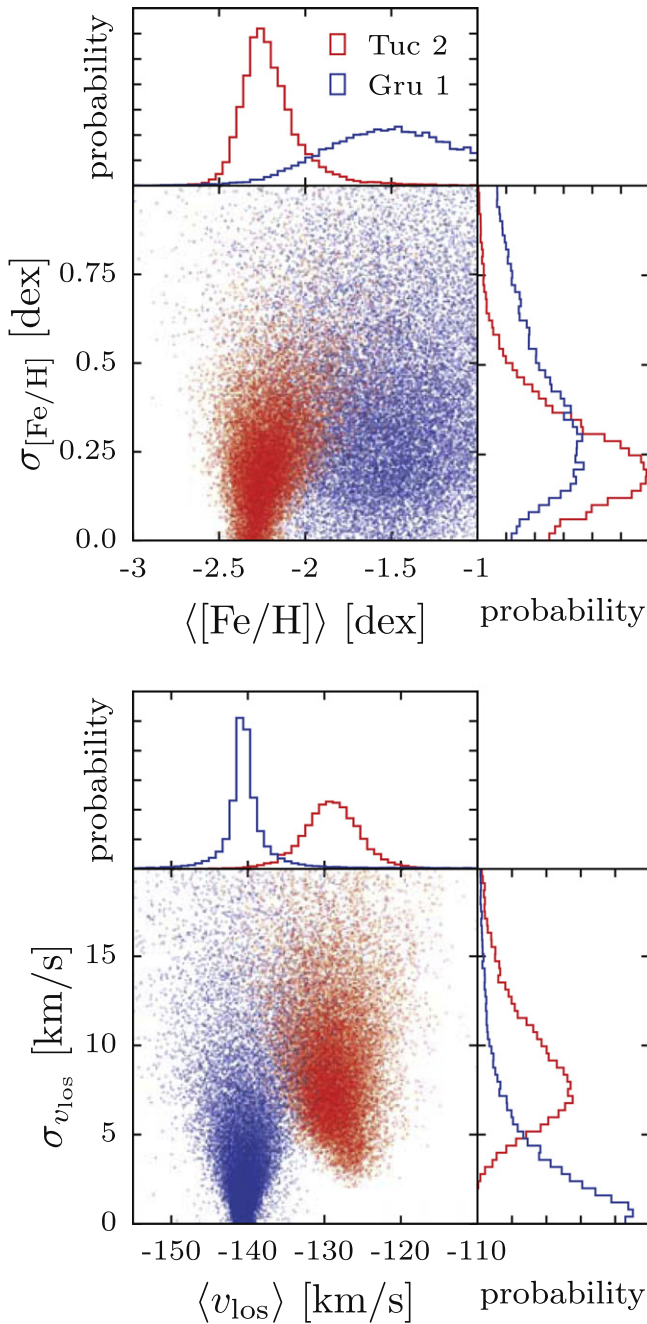 probability
Tuc 2
Gru 1
σ[Fe/H] [dex]
0.75
0.5
0.25
0.0
-3 -2.5 -2 -1.5 -1
⟨[Fe/H]⟩ [dex]
probability
probability
σv_los [km/s]
15
10
5
0
-150 -140 -130 -120 -110
⟨v_los⟩ [km/s]
probability